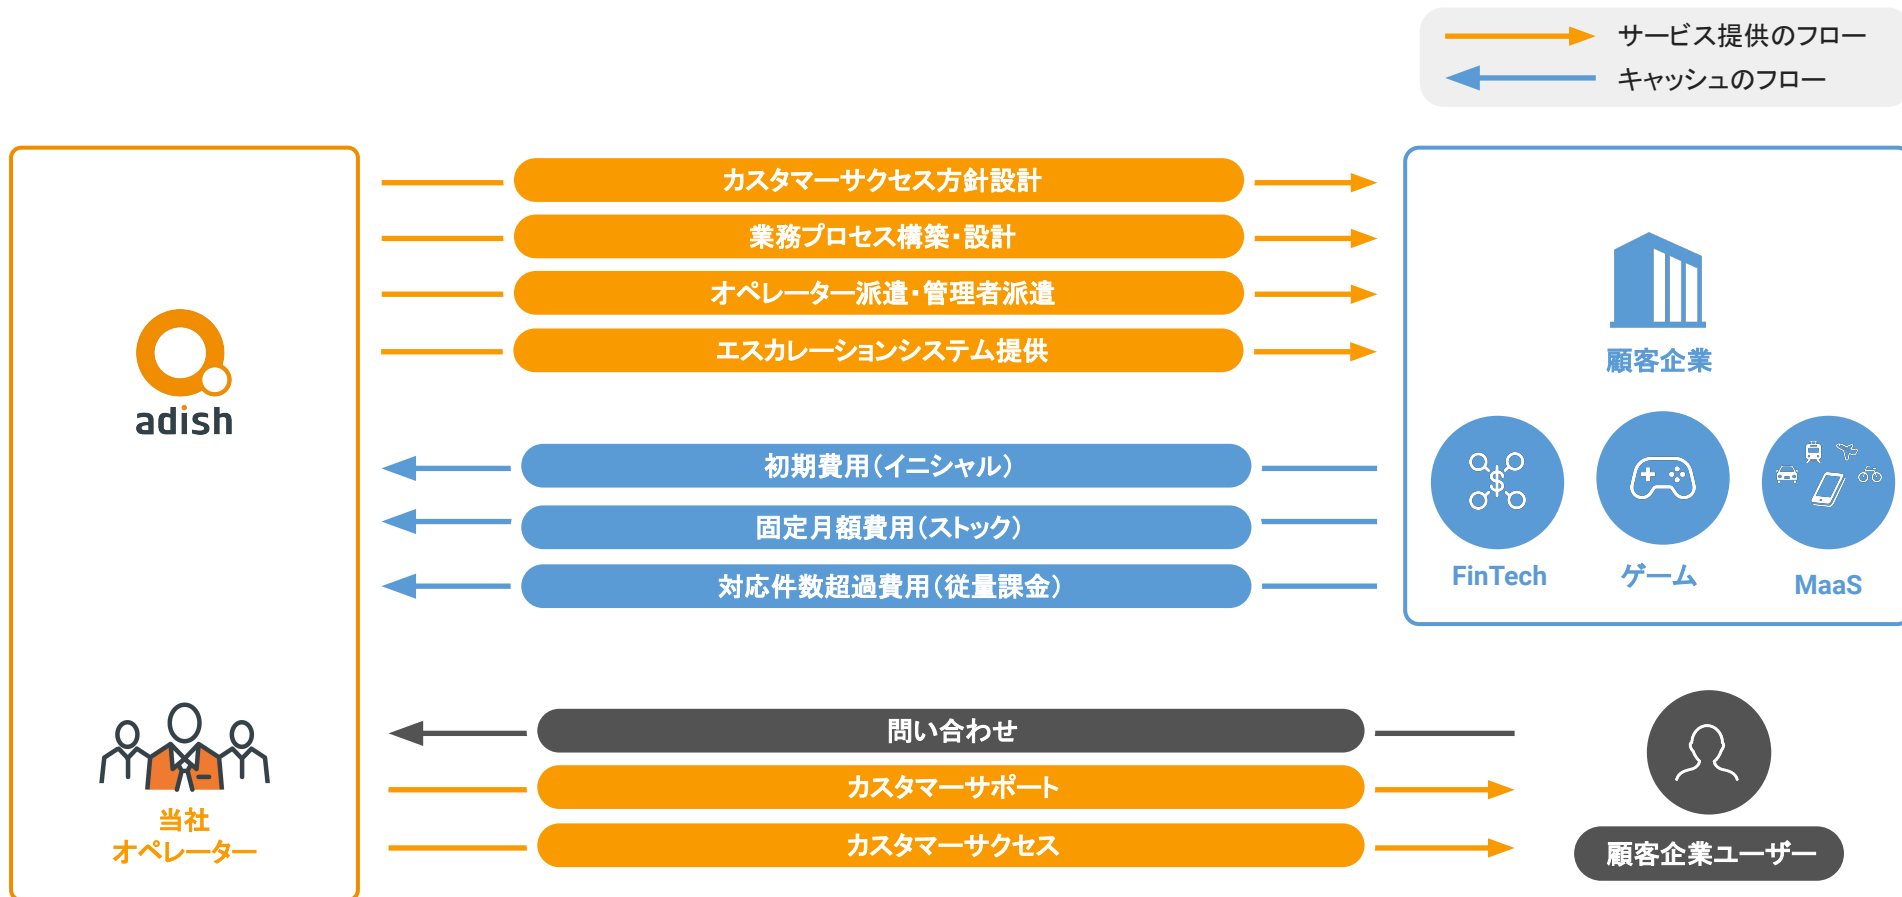 サービス提供のフロー
キャッシュのフロー
カスタマーサクセス方針設計
業務プロセス構築・設計
オペレーター派遣・管理者派遣
エスカレーションシステム提供
adish
顧客企業
初期費用(イニシャル)
固定月額費用(ストック)
対応件数超過費用(従量課金)
FinTech
ゲーム
MaaS
問い合わせ
カスタマーサポート
カスタマーサクセス
当社
オペレーター
顧客企業ユーザー